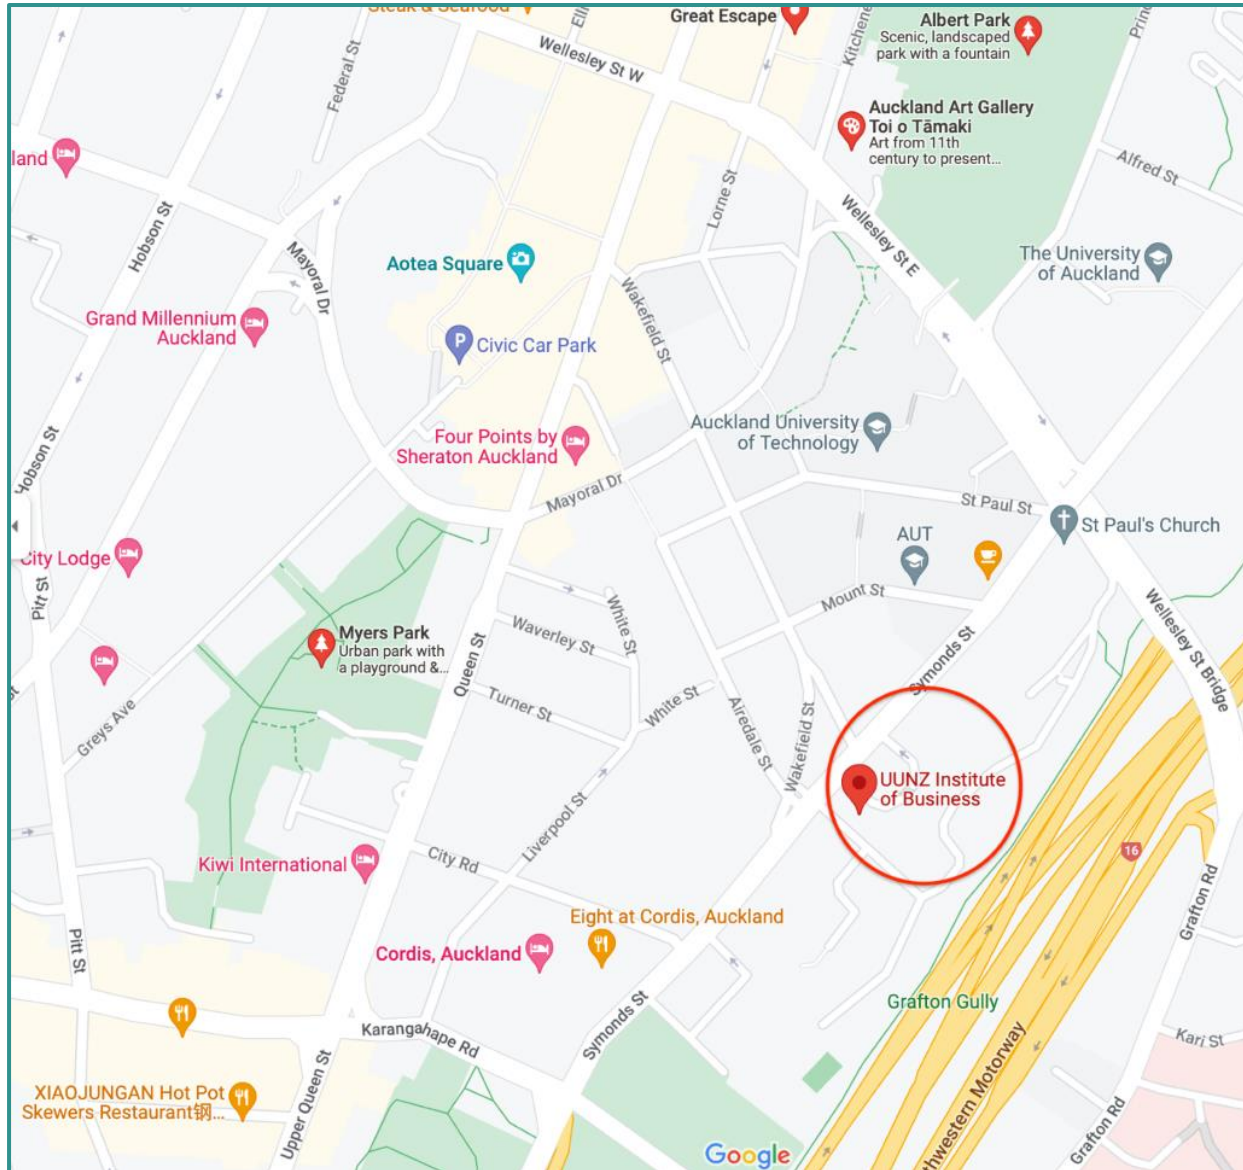 Steak & Seafood
Great Escape
Albert Park
Scenic, landscaped
park with a fountain
Federal St
Wellesley St W
Auckland Art Gallery
Toi o Tāmaki
Art from 11th
century to present...
land
Alfred St
Hobson St
Lorne St
Wellesley St E
Mayoral Dr
Aotea Square
The University
of Auckland
Wakefield St
Grand Millennium
Auckland
P
Civic Car Park
Auckland University
of Technology
Four Points by
Sheraton Auckland
Hobson St
Mayoral Dr
St Paul St
St Paul's Church
AUT
City Lodge
Pitt St
Mount St
White St
Waverley St
Myers Park
Urban park with
a playground &...
Queen St
Symonds St
Wellesley St Bridge
Turner St
White St
Greys Ave
Airedale St
Wakefield St
UUNZ Institute
of Business
Liverpool St
City Rd
Kiwi International
16
Grafton Rd
Eight at Cordis, Auckland
Cordis, Auckland
Pitt St
Grafton Gully
Symonds St
Karangahape Rd
Kari St
Upper Queen St
XIAOJUNGAN Hot Pot
Skewers Restaurant钢...
thwestern Motorway
Grafton Rd
Google